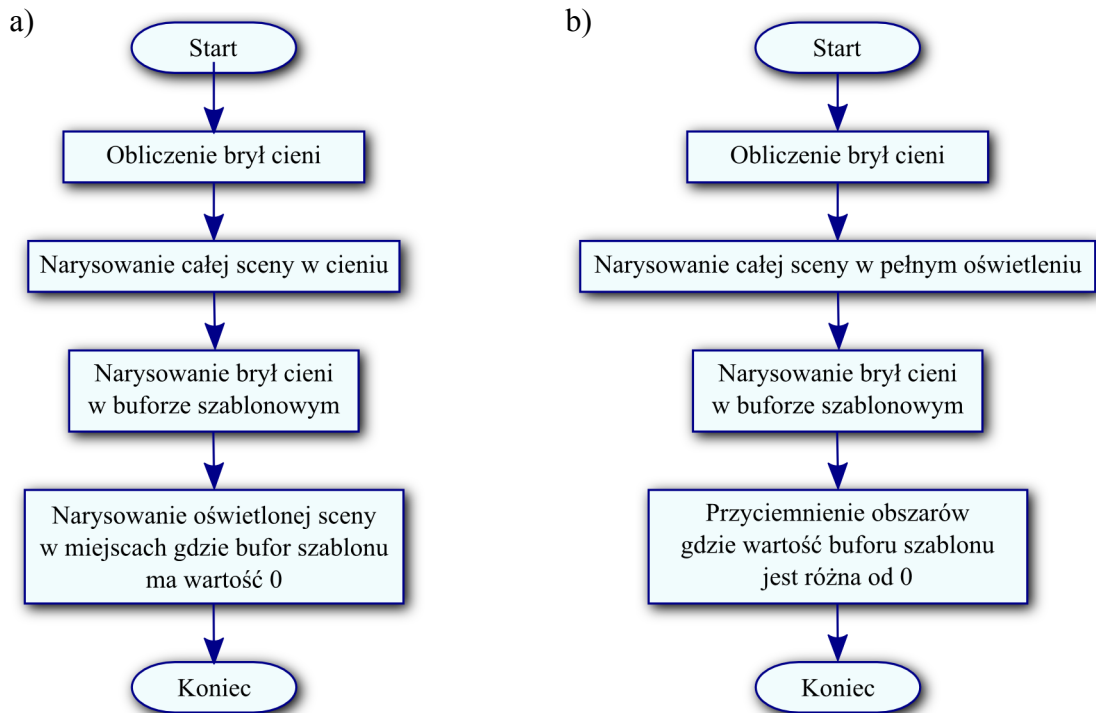 a)
Start
Obliczenie brył cieni
Narysowanie całej sceny w cieniu
Narysowanie brył cieni
w buforze szablonowym
Narysowanie oświetlonej sceny
w miejscach gdzie bufor szablonu
ma wartość 0
Koniec
b)
Start
Obliczenie brył cieni
Narysowanie całej sceny w pełnym oświetleniu
Narysowanie brył cieni
w buforze szablonowym
Przyciemnienie obszarów
gdzie wartość buforu szablonu
jest różna od 0
Koniec